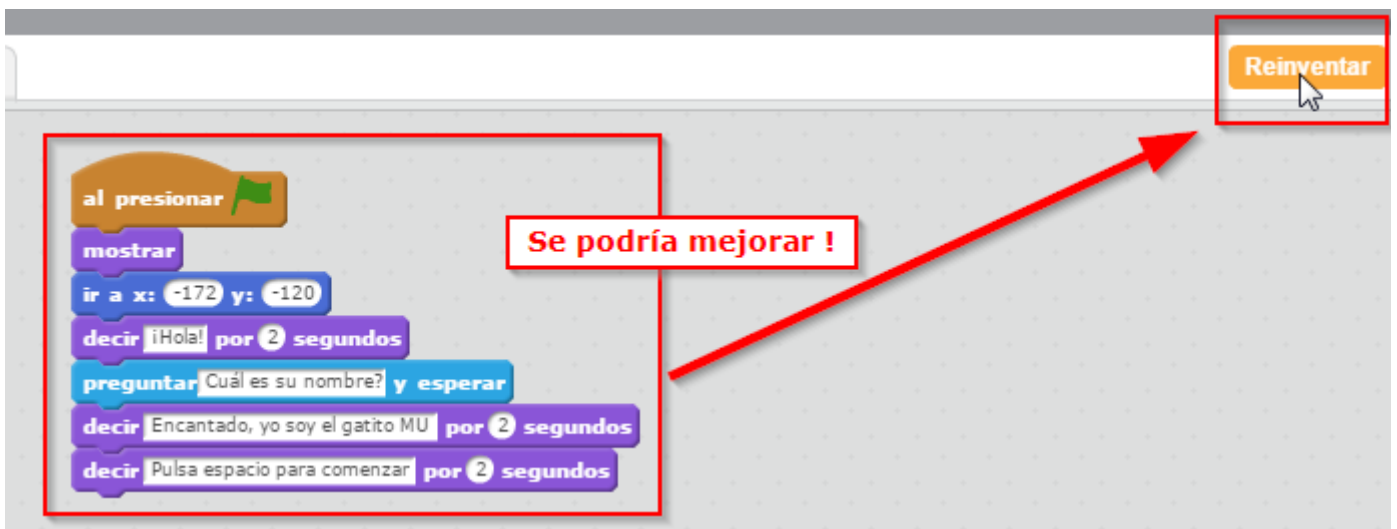 Reinventar
al presionar
mostrar
Se podría mejorar !
ir a x: -172 y: -120
decir ¡Hola! por 2 segundos
preguntar Cuál es su nombre? y esperar
decir Encantado, yo soy el gatito MU por 2 segundos
decir Pulsa espacio para comenzar por 2 segundos